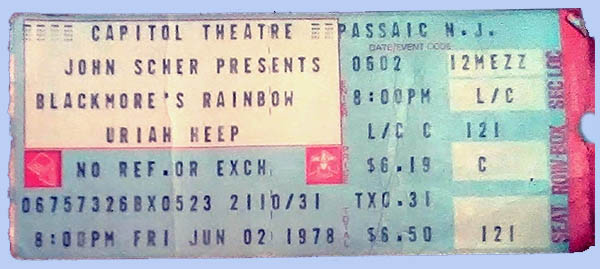 CAPITOL THEATRE PASSAIC N.J.
DATE/EVENT CODE
JOHN SCHER PRESENTS 0602 12MEZZ
BLACKMORE'S RAINBOW 8:00PM L/C
URIAH HEEP L/C C 121
NO REF.OR EXCH $6.19 C
06757326BX0523 2110/31 TX0.31
8:00PM FRI JUN 02 1978 TOTAL $6.50 121
SEAT ROW/BOX SEC/LOC